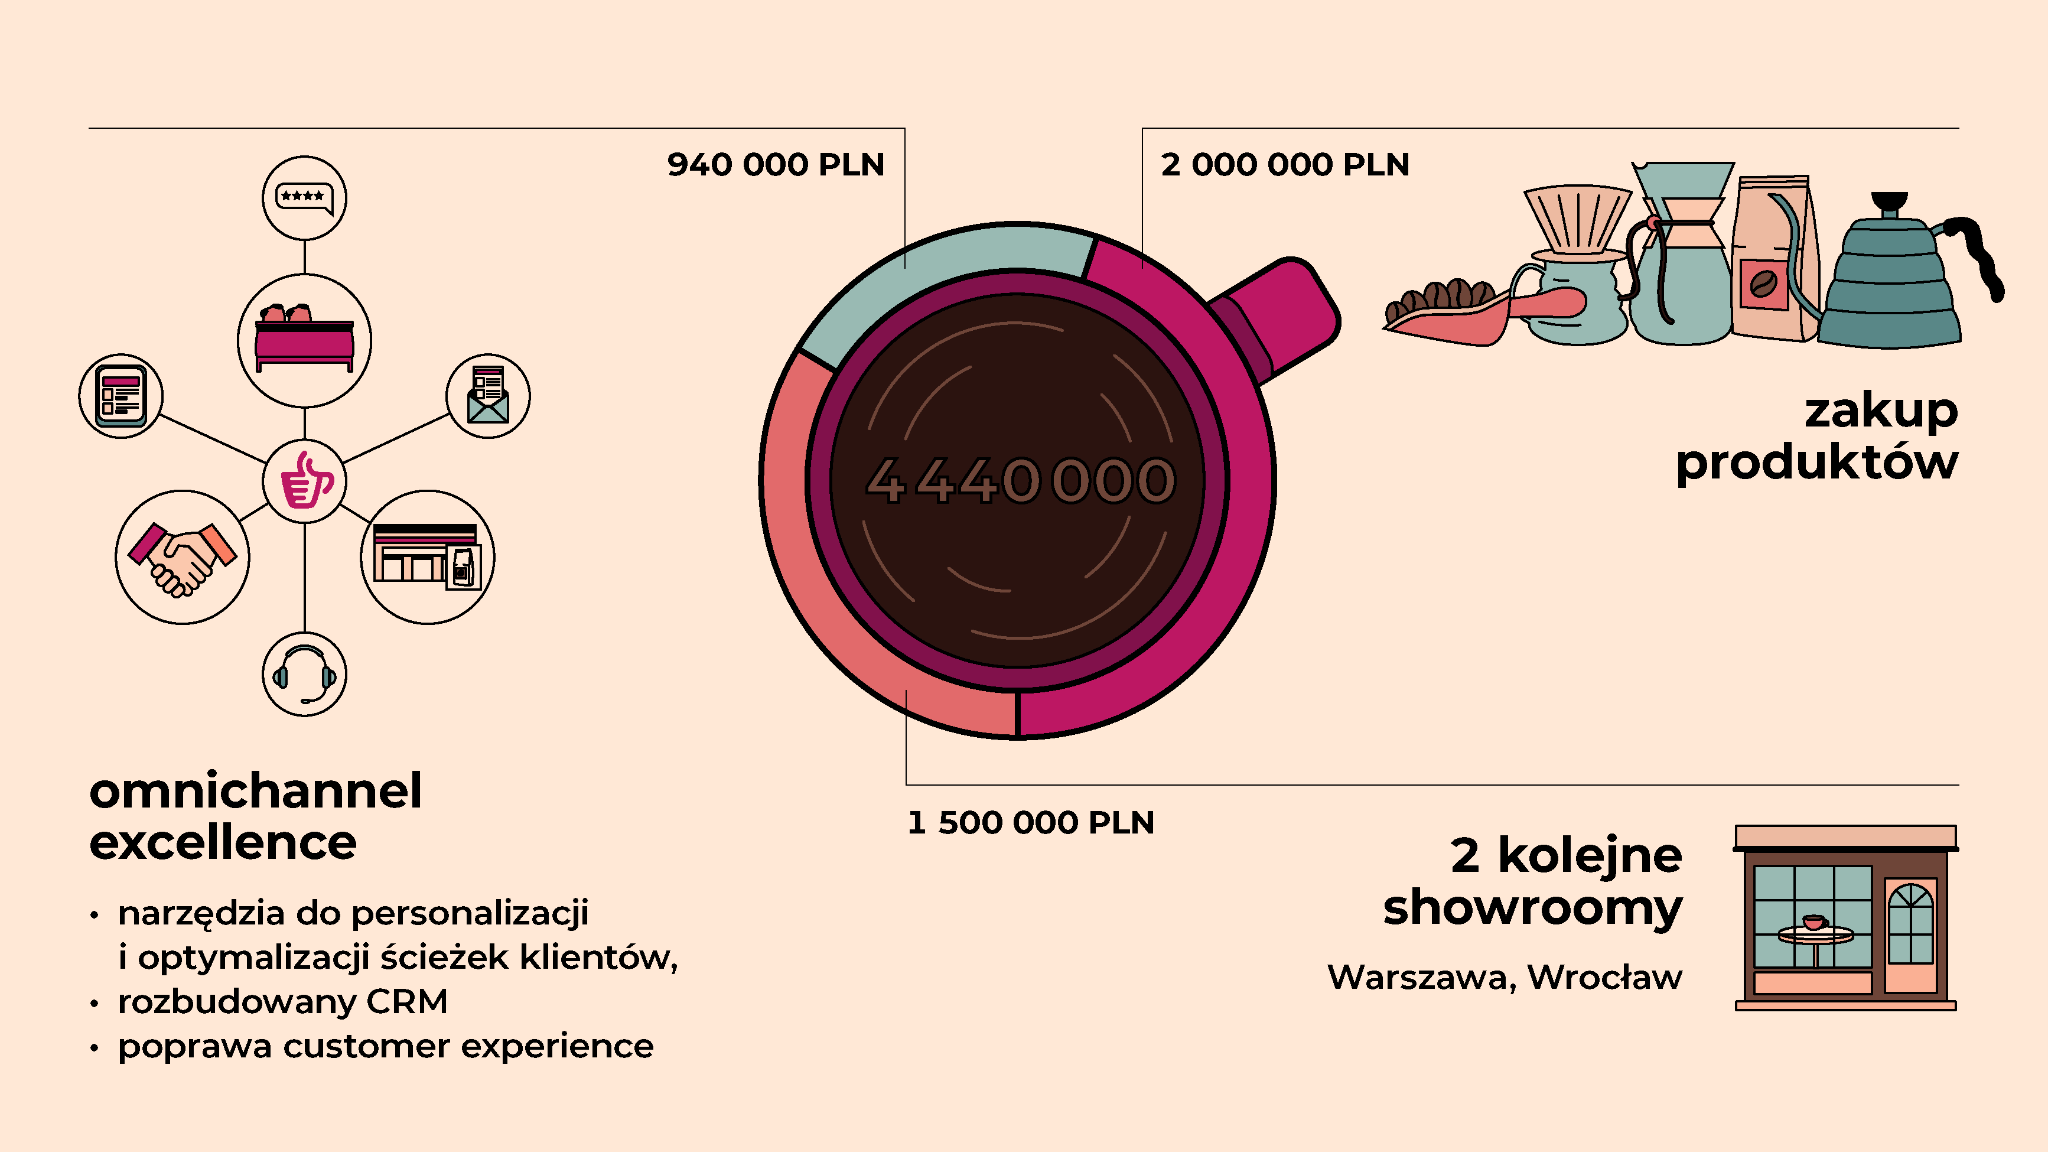 940 000 PLN
2 000 000 PLN
4 440 000
zakup
produktów
omnichannel
excellence
• narzędzia do personalizacji
i optymalizacji ścieżek klientów,
• rozbudowany CRM
• poprawa customer experience
1 500 000 PLN
2 kolejne
showroomy
Warszawa, Wrocław